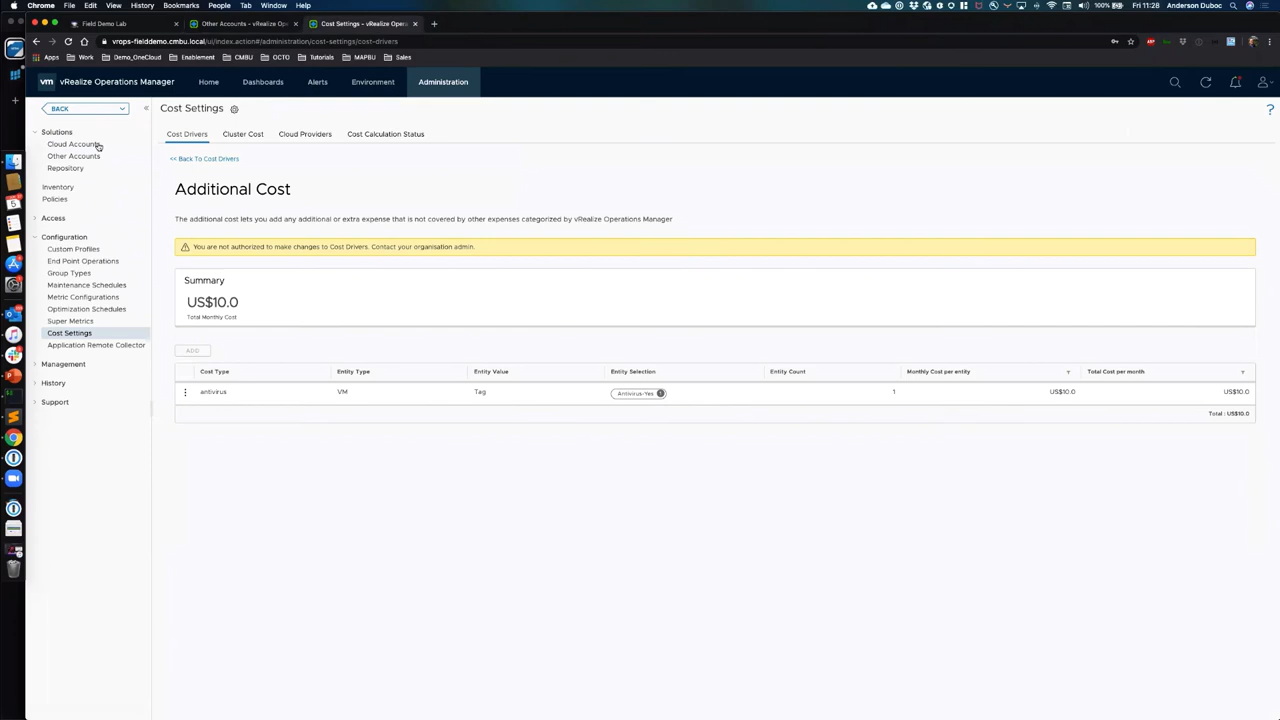 Chrome File Edit View History Bookmarks People Tab Window Help
100% Fri 11:28 Anderson Duboc
Field Demo Lab
Other Accounts - vRealize Oper
Cost Settings - vRealize Opera
vrops-fielddemo.cmbu.local/ui/index.action#/administration/cost-settings/cost-drivers
Apps Work Demo_OneCloud Enablement CMBU OCTO Tutorials MAPBU Sales
vm vRealize Operations Manager Home Dashboards Alerts Environment Administration
BACK
Solutions
Cloud Accounts
Other Accounts
Repository
Inventory
Policies
Access
Configuration
Custom Profiles
End Point Operations
Group Types
Maintenance Schedules
Metric Configurations
Optimization Schedules
Super Metrics
Cost Settings
Application Remote Collector
Management
History
Support
Cost Settings
?
Cost Drivers Cluster Cost Cloud Providers Cost Calculation Status
<< Back To Cost Drivers
Additional Cost
The additional cost lets you add any additional or extra expense that is not covered by other expenses categorized by vRealize Operations Manager
You are not authorized to make changes to Cost Drivers. Contact your organisation admin.
Summary
US$10.0
Total Monthly Cost
ADD
Cost Type Entity Type Entity Value Entity Selection Entity Count Monthly Cost per entity Total Cost per month
antivirus VM Tag Antivirus-Yes 1 US$10.0 US$10.0
Total : US$10.0